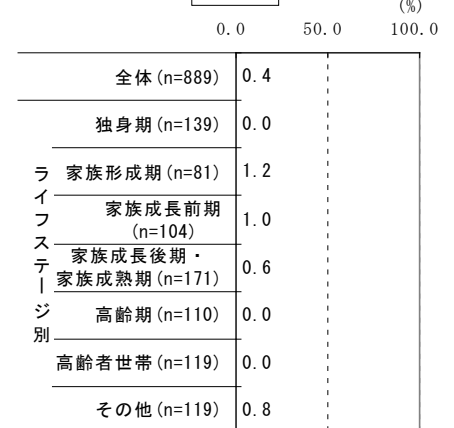 (%)
0.0 50.0 100.0
全体(n=889) 0.4
独身期(n=139) 0.0
家族形成期(n=81) 1.2
家族成長前期
(n=104) 1.0
家族成長後期・
家族成熟期(n=171) 0.6
高齢期(n=110) 0.0
高齢者世帯(n=119) 0.0
その他(n=119) 0.8
ライフステージ別